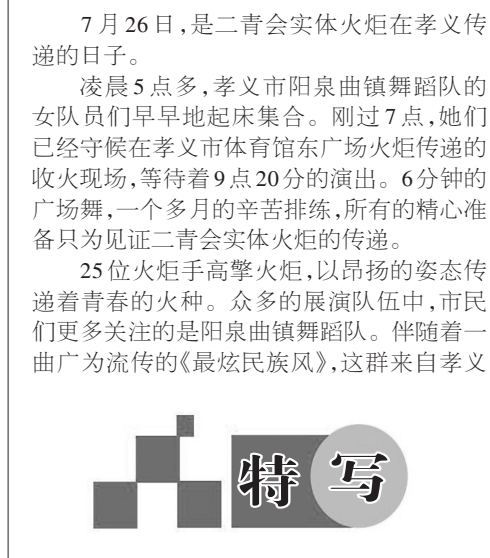 7月26日,是二青会实体火炬在孝义传
递的日子。
凌晨5点多,孝义市阳泉曲镇舞蹈队的
女队员们早早地起床集合。刚过7点,她们
已经守候在孝义市体育馆东广场火炬传递的
收火现场,等待着9点20分的演出。6分钟的
广场舞,一个多月的辛苦排练,所有的精心准
备只为见证二青会实体火炬的传递。
25位火炬手高擎火炬,以昂扬的姿态传
递着青春的火种。众多的展演队伍中,市民
们更多关注的是阳泉曲镇舞蹈队。伴随着一
曲广为流传的《最炫民族风》,这群来自孝义
特写